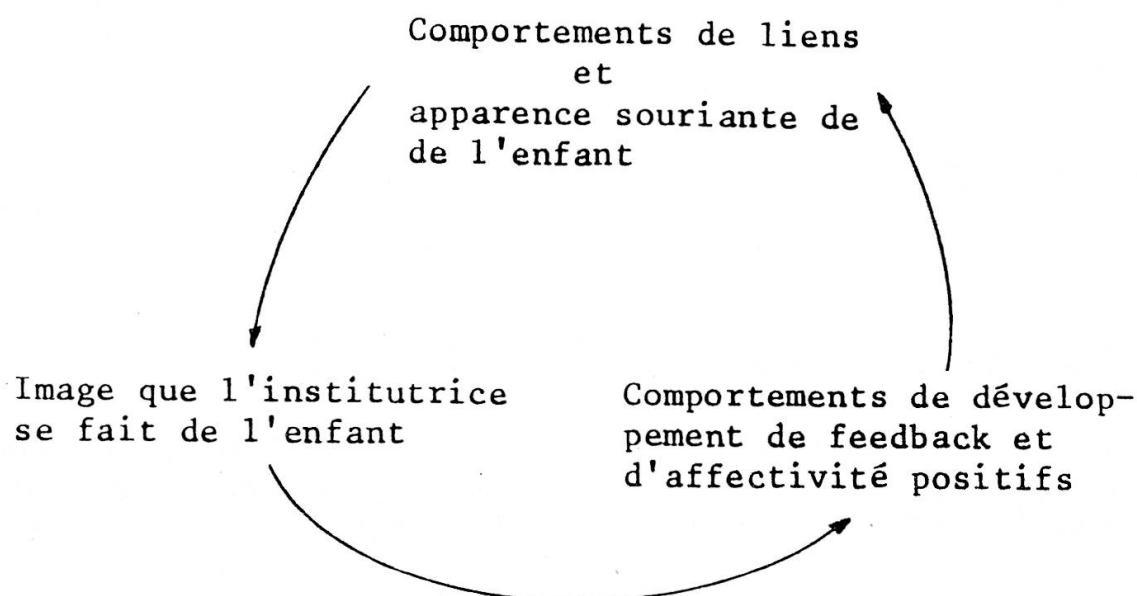 Comportements de liens
et
apparence souriante de
de l'enfant
Image que l'institutrice
se fait de l'enfant
Comportements de dévelop-
pement de feedback et
d'affectivité positifs